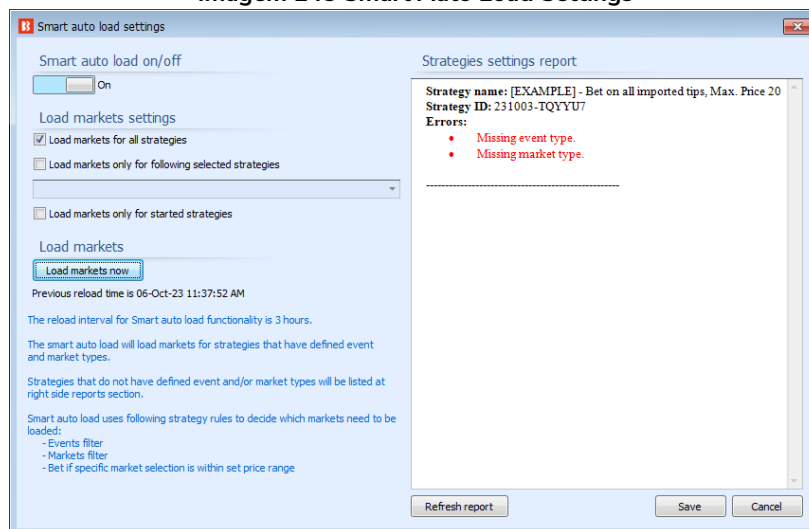 Smart auto load settings
Smart auto load on/off
On
Load markets settings
Load markets for all strategies
Load markets only for following selected strategies
Load markets only for started strategies
Load markets
Load markets now
Previous reload time is 06-Oct-23 11:37:52 AM
The reload interval for Smart auto load functionality is 3 hours.
The smart auto load will load markets for strategies that have defined event
and market types.
Strategies that do not have defined event and/or market types will be listed at
right side reports section.
Smart auto load uses following strategy rules to decide which markets need to be
loaded:
- Events filter
- Markets filter
- Bet if specific market selection is within set price range
Strategies settings report
Strategy name: [EXAMPLE] - Bet on all imported tips, Max. Price 20
Strategy ID: 231003-TQYYU7
Errors:
• Missing event type.
• Missing market type.
----------------------------------------------------
Refresh report
Save
Cancel